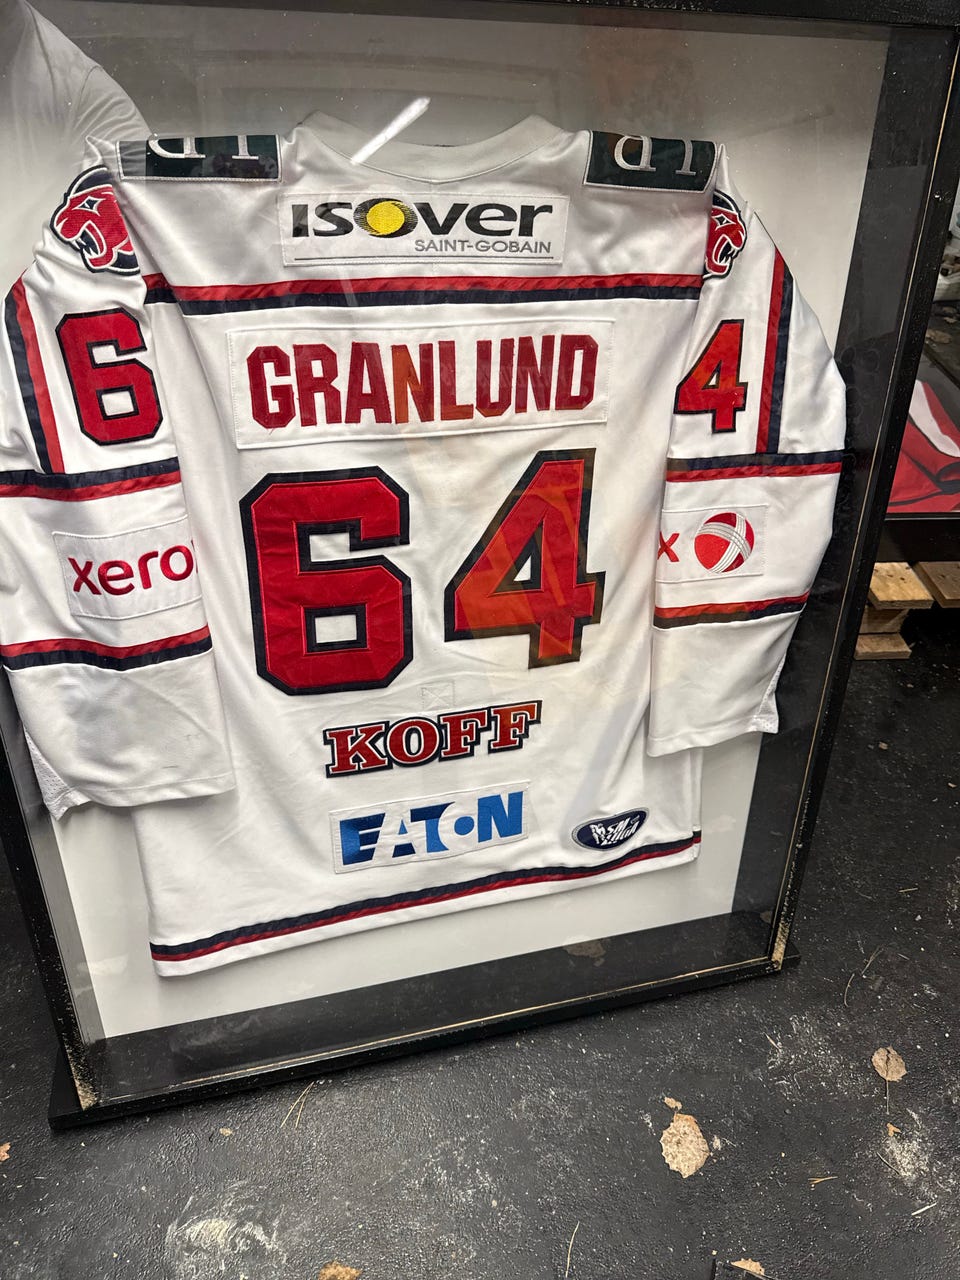 ISOVER
SAINT-GOBAIN
GRANLUND
6
4
64
xero
x
KOFF
EATON